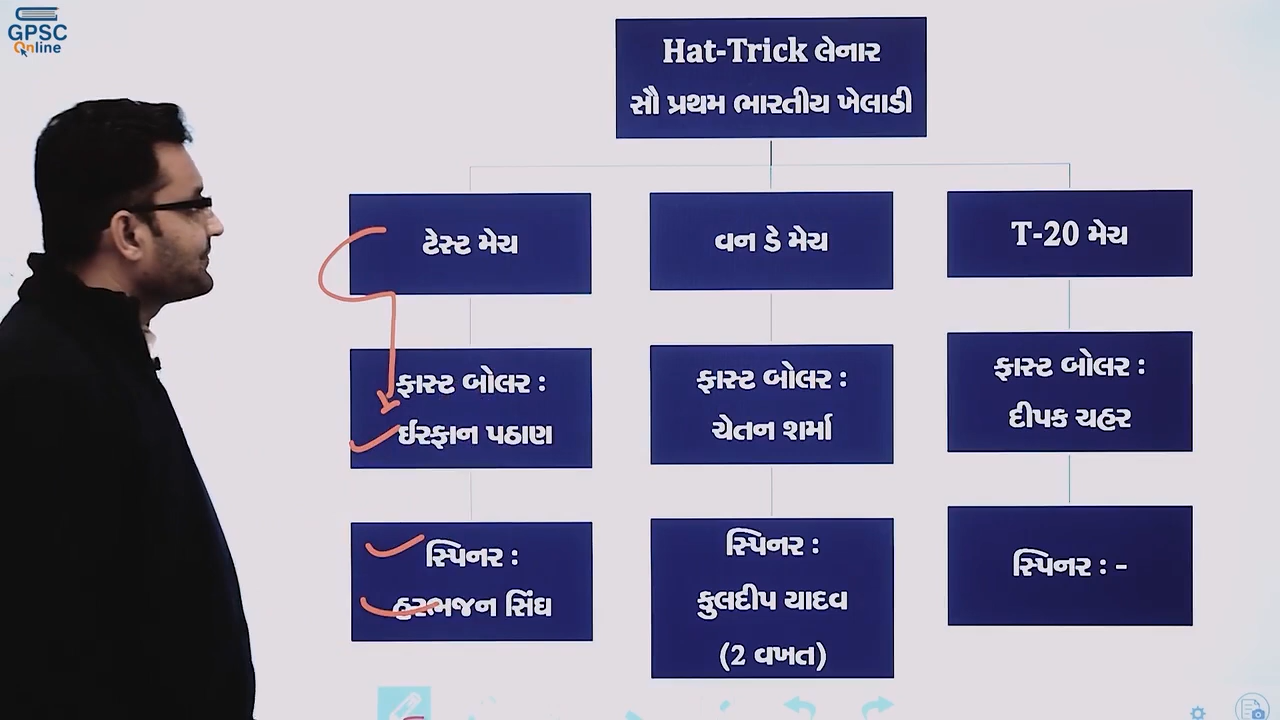 GPSC
Online
Hat-Trick લેનાર
સૌ પ્રથમ ભારતીય ખેલાડી
ટેસ્ટ મેચ
ફાસ્ટ બોલર :
ઈરફાન પઠાણ
સ્પિનર :
હરભજન સિંઘ
વન ડે મેચ
ફાસ્ટ બોલર :
ચેતન શર્મા
સ્પિનર :
કુલદીપ યાદવ
(2 વખત)
T-20 મેચ
ફાસ્ટ બોલર :
દીપક ચહર
સ્પિનર : -